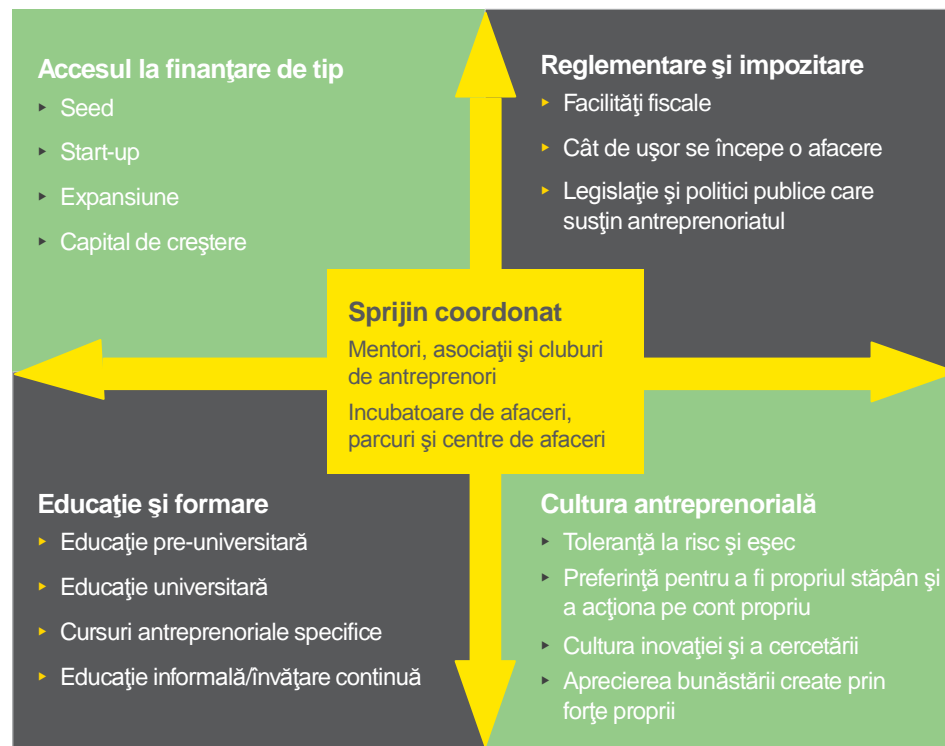 Accesul la finanţare de tip
▸ Seed
▸ Start-up
▸ Expansiune
▸ Capital de creştere
Reglementare şi impozitare
▸ Facilităţi fiscale
▸ Cât de uşor se începe o afacere
▸ Legislaţie şi politici publice care
susţin antreprenoriatul
Sprijin coordonat
Mentori, asociaţii şi cluburi
de antreprenori
Incubatoare de afaceri,
parcuri şi centre de afaceri
Educaţie şi formare
▸ Educaţie pre-universitară
▸ Educaţie universitară
▸ Cursuri antreprenoriale specifice
▸ Educaţie informală/învăţare continuă
Cultura antreprenorială
▸ Toleranţă la risc şi eşec
▸ Preferinţă pentru a fi propriul stăpân şi
a acţiona pe cont propriu
▸ Cultura inovaţiei şi a cercetării
▸ Aprecierea bunăstării create prin
forţe proprii